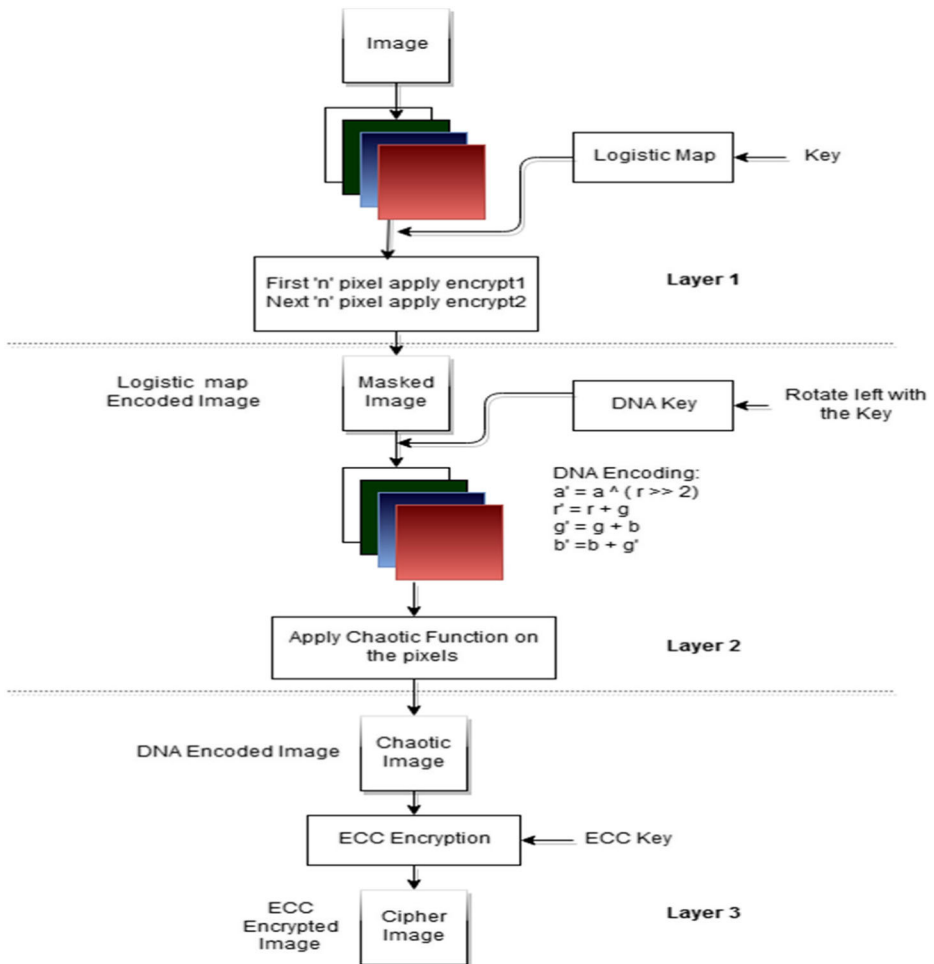 Image
Logistic Map
Key
First 'n' pixel apply encrypt1
Next 'n' pixel apply encrypt2
Layer 1
Logistic map
Encoded Image
Masked
Image
DNA Key
Rotate left with
the Key
DNA Encoding:
a' = a ^ ( r >> 2)
r' = r + g
g' = g + b
b' =b + g'
Apply Chaotic Function on
the pixels
Layer 2
DNA Encoded Image
Chaotic
Image
ECC Encryption
ECC Key
ECC
Encrypted
Image
Cipher
Image
Layer 3